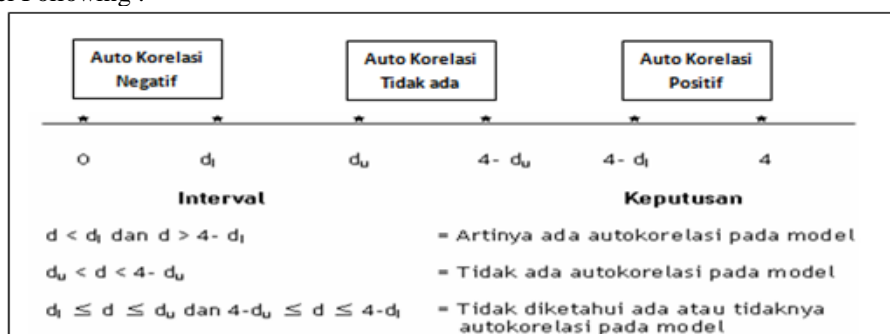 Auto Korelasi Negatif
Auto Korelasi Tidak ada
Auto Korelasi Positif
* * * * * *
0 dl du 4- du 4- dl 4
Interval Keputusan
d < dl dan d > 4- dl = Artinya ada autokorelasi pada model
du < d < 4- du = Tidak ada autokorelasi pada model
dl ≤ d ≤ du dan 4-du ≤ d ≤ 4-dl = Tidak diketahui ada atau tidaknya
autokorelasi pada model